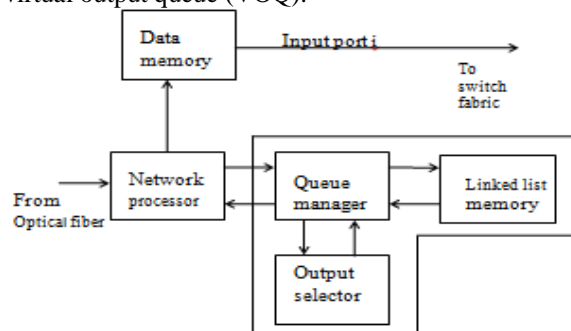 virtual output queue (VOQ).
Data
memory
Input port i
To
switch
fabric
Network
processor
Queue
manager
Linked list
memory
From
Optical fiber
Output
selector